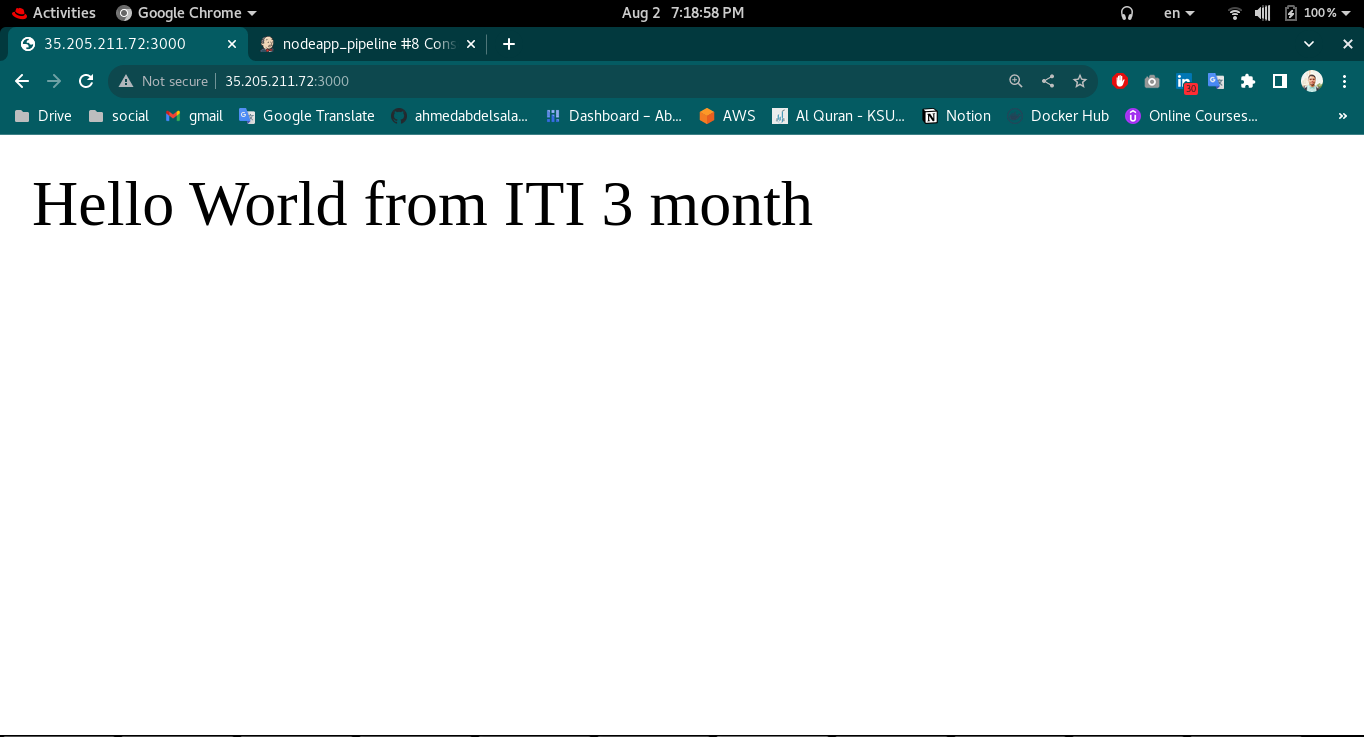 Activities Google Chrome Aug 2 7:18:58 PM en 100 %
35.205.211.72:3000 nodeapp_pipeline #8 Cons
Not secure 35.205.211.72:3000 30
Drive social gmail Google Translate ahmedabdelsala… Dashboard – Ab… AWS Al Quran - KSU… Notion Docker Hub Online Courses… »
Hello World from ITI 3 month